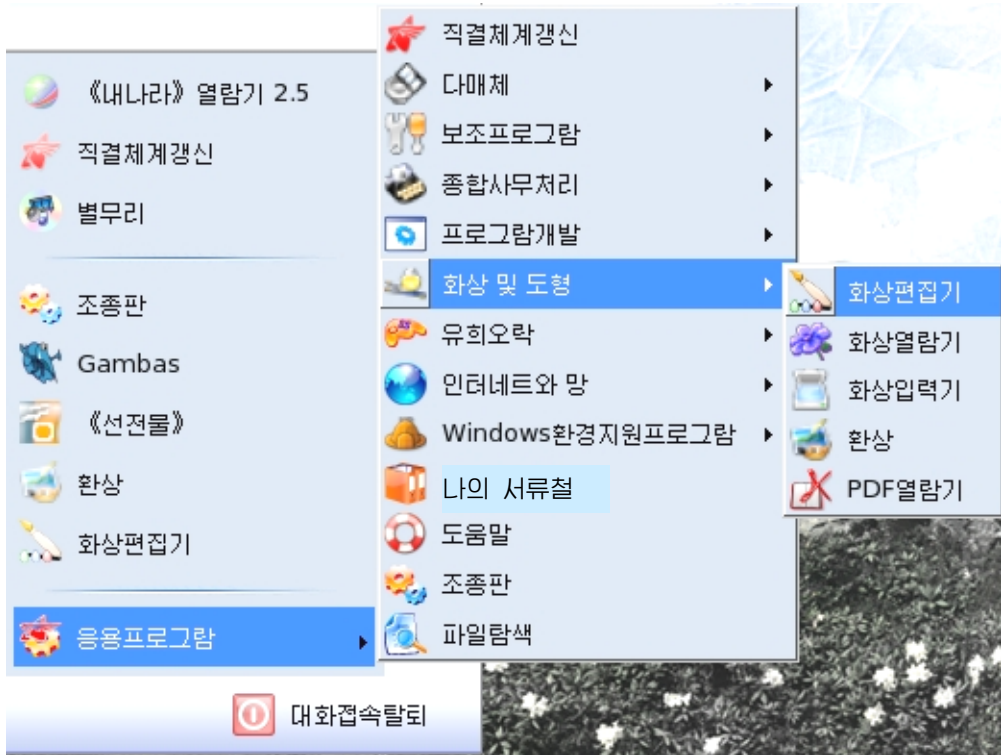 《내나라》 열람기 2.5
직결체계갱신
별무리
조종판
Gambas
《선전물》
환상
화상편집기
응용프로그람
대화접속탈퇴
직결체계갱신
다매체
보조프로그람
종합사무처리
프로그람개발
화상 및 도형
유희오락
인터네트와 망
Windows환경지원프로그람
나의 서류철
도움말
조종판
파일탐색
화상편집기
화상열람기
화상입력기
환상
PDF열람기